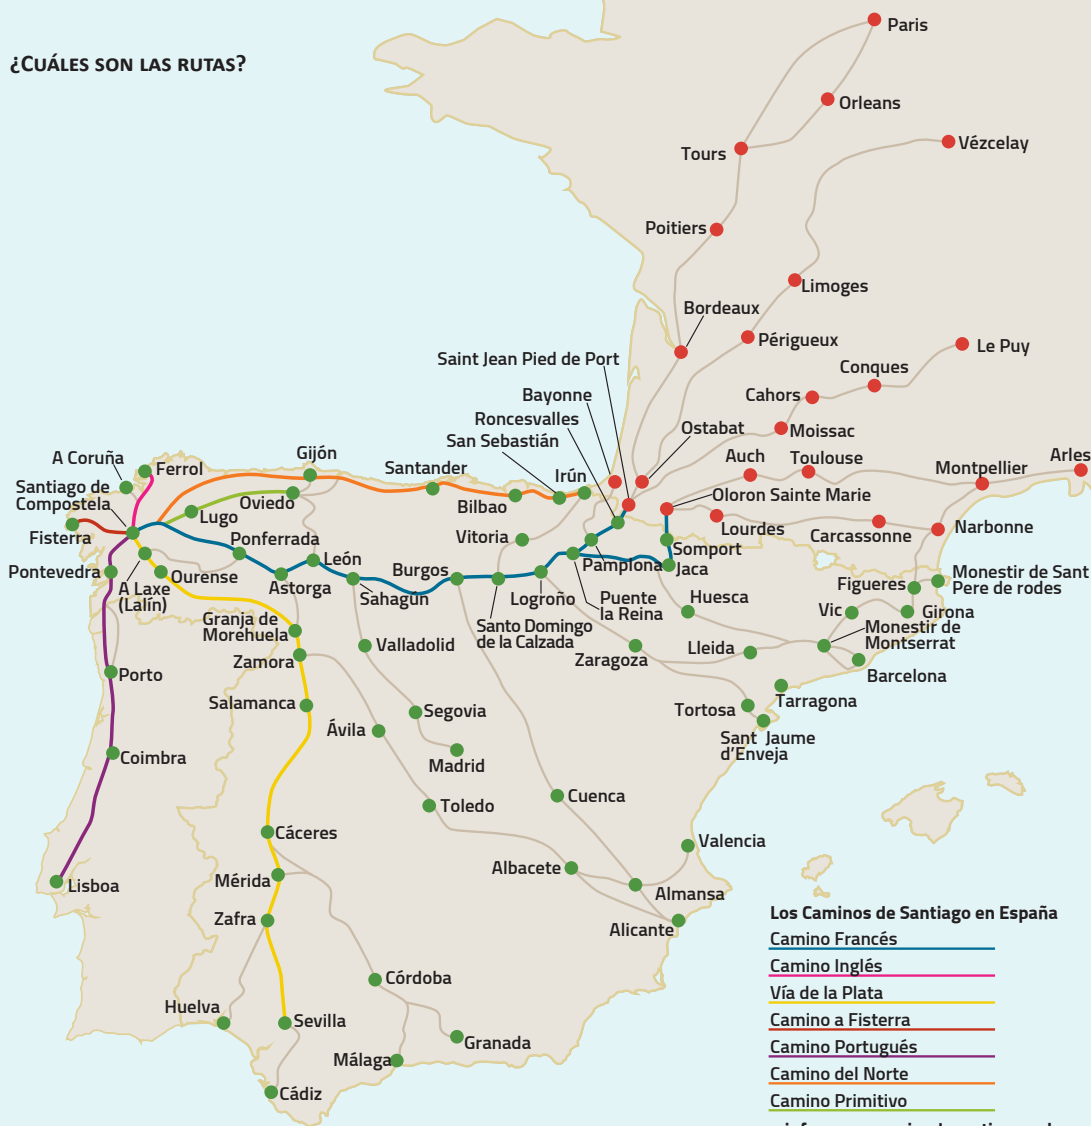 ¿CUÁLES SON LAS RUTAS?
Paris
Orleans
Tours
Vézcelay
Poitiers
Limoges
Bordeaux
Périgueux
Le Puy
Saint Jean Pied de Port
Conques
Bayonne
Cahors
Roncesvalles
Ostabat
Moissac
San Sebastián
Auch
Toulouse
Arles
A Coruña
Ferrol
Gijón
Santander
Irún
Montpellier
Santiago de
Compostela
Oviedo
Bilbao
Oloron Sainte Marie
Lugo
Lourdes
Narbonne
Fisterra
Ponferrada
Vitoria
Carcassonne
León
Somport
Pamplona
Jaca
Pontevedra
A Laxe
(Lalín)
Ourense
Astorga
Sahagún
Burgos
Logroño
Puente
la Reina
Huesca
Figueres
Monestir de Sant
Pere de rodes
Vic
Girona
Granja de
Morehuela
Santo Domingo
de la Calzada
Monestir de
Montserrat
Valladolid
Zaragoza
Lleida
Zamora
Barcelona
Porto
Salamanca
Segovia
Tarragona
Tortosa
Ávila
Sant Jaume
d’Enveja
Coimbra
Madrid
Toledo
Cuenca
Cáceres
Valencia
Albacete
Mérida
Lisboa
Almansa
Zafra
Alicante
Córdoba
Huelva
Sevilla
Granada
Málaga
Cádiz
Los Caminos de Santiago en España
Camino Francés
Camino Inglés
Vía de la Plata
Camino a Fisterra
Camino Portugués
Camino del Norte
Camino Primitivo